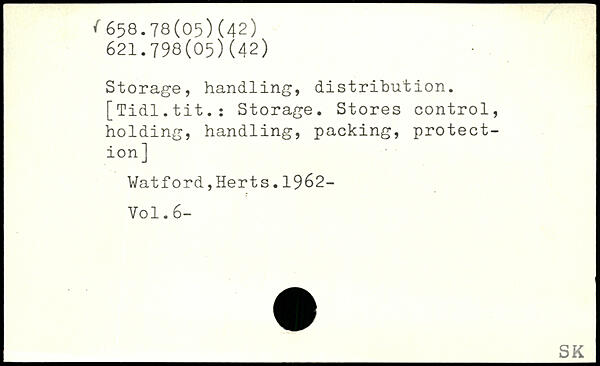 √658.78(05)(42)
621.798(05)(42)
Storage, handling, distribution.
[Tidl.tit.: Storage. Stores control,
holding, handling, packing, protect-
ion]
Watford,Herts.1962-
Vol.6-
SK